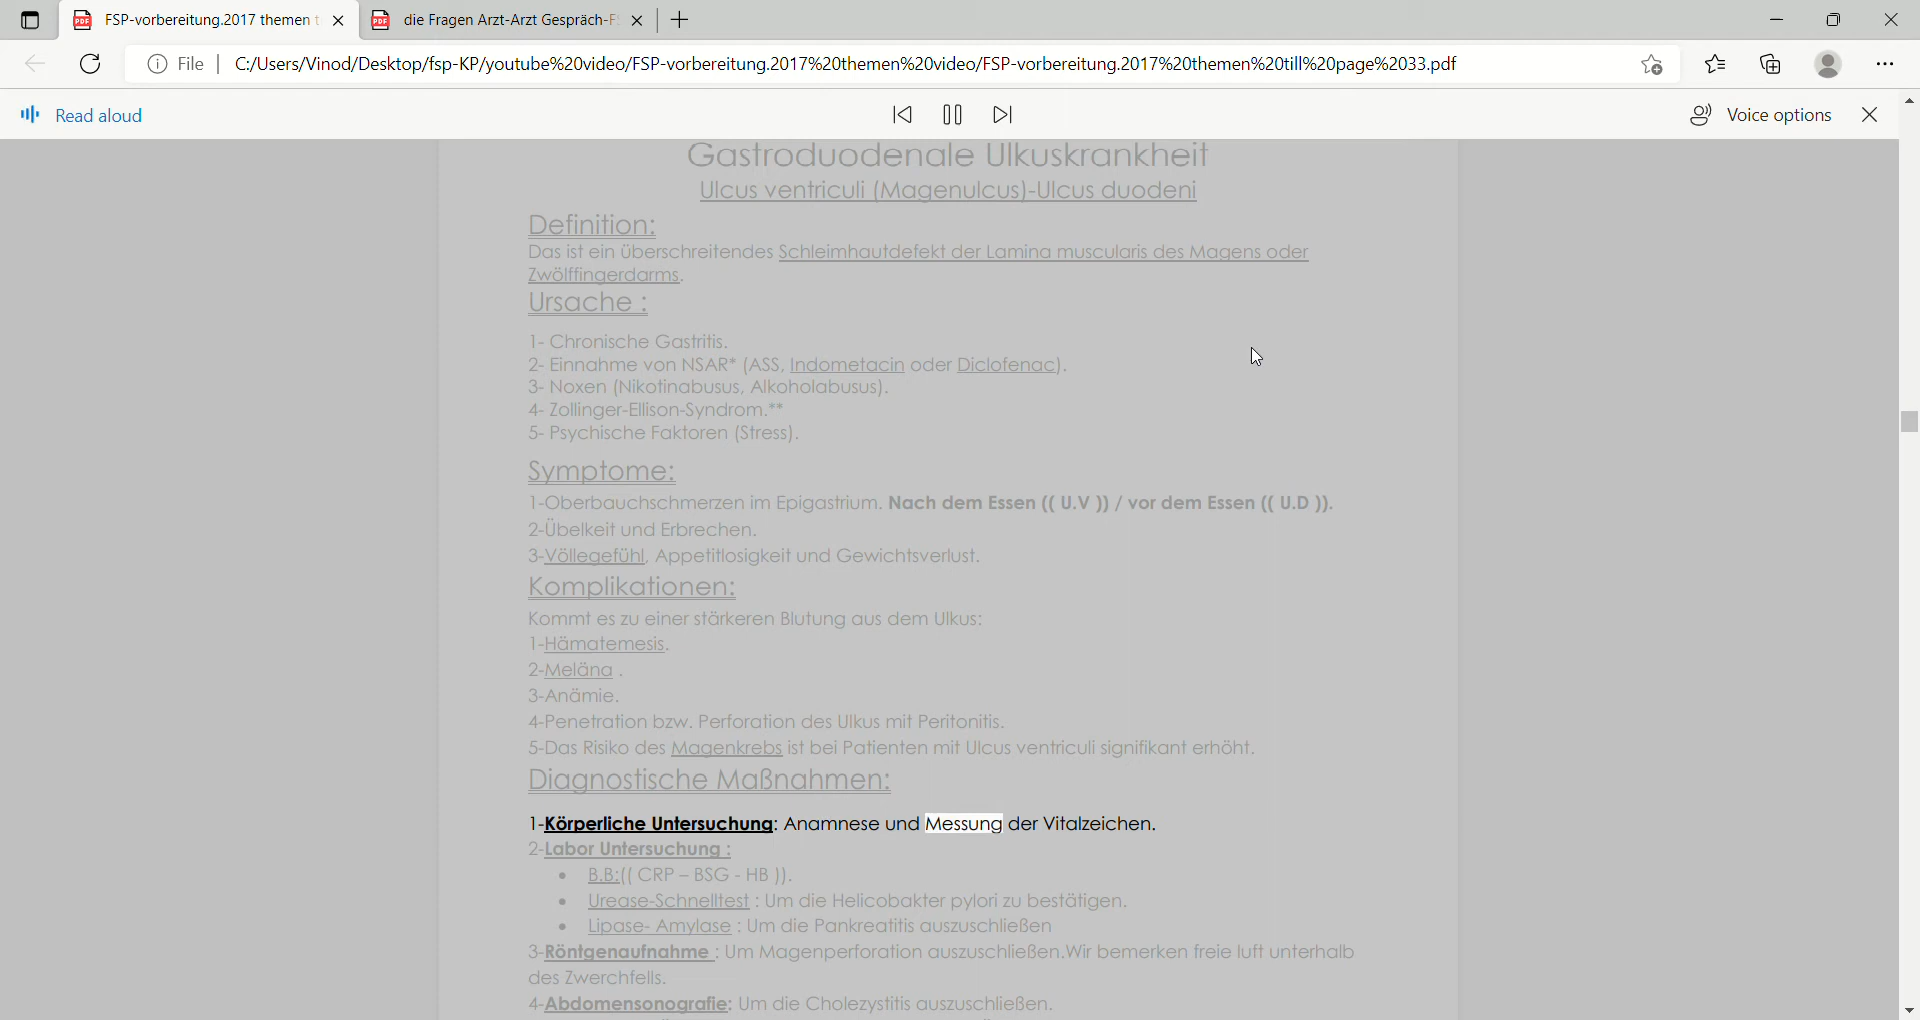 FSP-vorbereitung.2017 themen t
die Fragen Arzt-Arzt Gespräch-FS
File
C:/Users/Vinod/Desktop/fsp-KP/youtube%20video/FSP-vorbereitung.2017%20themen%20video/FSP-vorbereitung.2017%20themen%20till%20page%2033.pdf
Read aloud
Voice options
Gastroduodenale Ulkuskrankheit
Ulcus ventriculi (Magenulcus)-Ulcus duodeni
Definition:
Das ist ein überschreitendes Schleimhautdefekt der Lamina muscularis des Magens oder
Zwölffingerdarms.
Ursache :
1- Chronische Gastritis.
2- Einnahme von NSAR* (ASS, Indometacin oder Diclofenac).
3- Noxen (Nikotinabusus, Alkoholabusus).
4- Zollinger-Ellison-Syndrom.**
5- Psychische Faktoren (Stress).
Symptome:
1-Oberbauchschmerzen im Epigastrium. Nach dem Essen (( U.V )) / vor dem Essen (( U.D )).
2-Übelkeit und Erbrechen.
3-Völlegefühl, Appetitlosigkeit und Gewichtsverlust.
Komplikationen:
Kommt es zu einer stärkeren Blutung aus dem Ulkus:
1-Hämatemesis.
2-Meläna .
3-Anämie.
4-Penetration bzw. Perforation des Ulkus mit Peritonitis.
5-Das Risiko des Magenkrebs ist bei Patienten mit Ulcus ventriculi signifikant erhöht.
Diagnostische Maßnahmen:
1-Körperliche Untersuchung: Anamnese und Messung der Vitalzeichen.
2-Labor Untersuchung :
• B.B:(( CRP – BSG - HB )).
• Urease-Schnelltest : Um die Helicobakter pylori zu bestätigen.
• Lipase- Amylase : Um die Pankreatitis auszuschließen
3-Röntgenaufnahme : Um Magenperforation auszuschließen.Wir bemerken freie luft unterhalb
des Zwerchfells.
4-Abdomensonografie: Um die Cholezystitis auszuschließen.